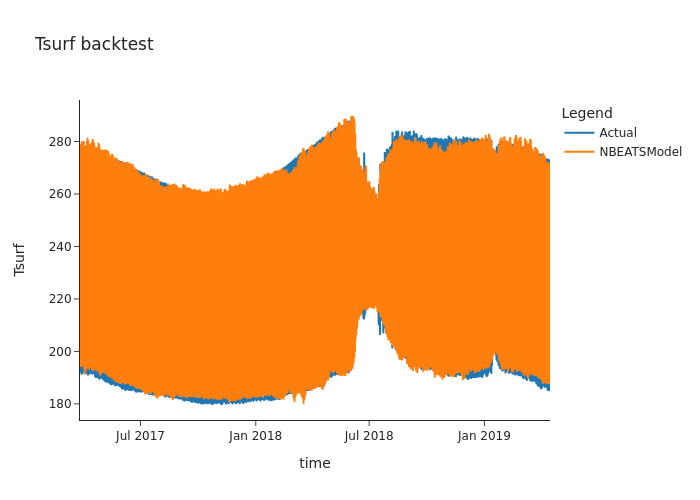 Tsurf backtest
Legend
Actual
NBEATSModel
Tsurf
280
260
240
220
200
180
Jul 2017
Jan 2018
Jul 2018
Jan 2019
time